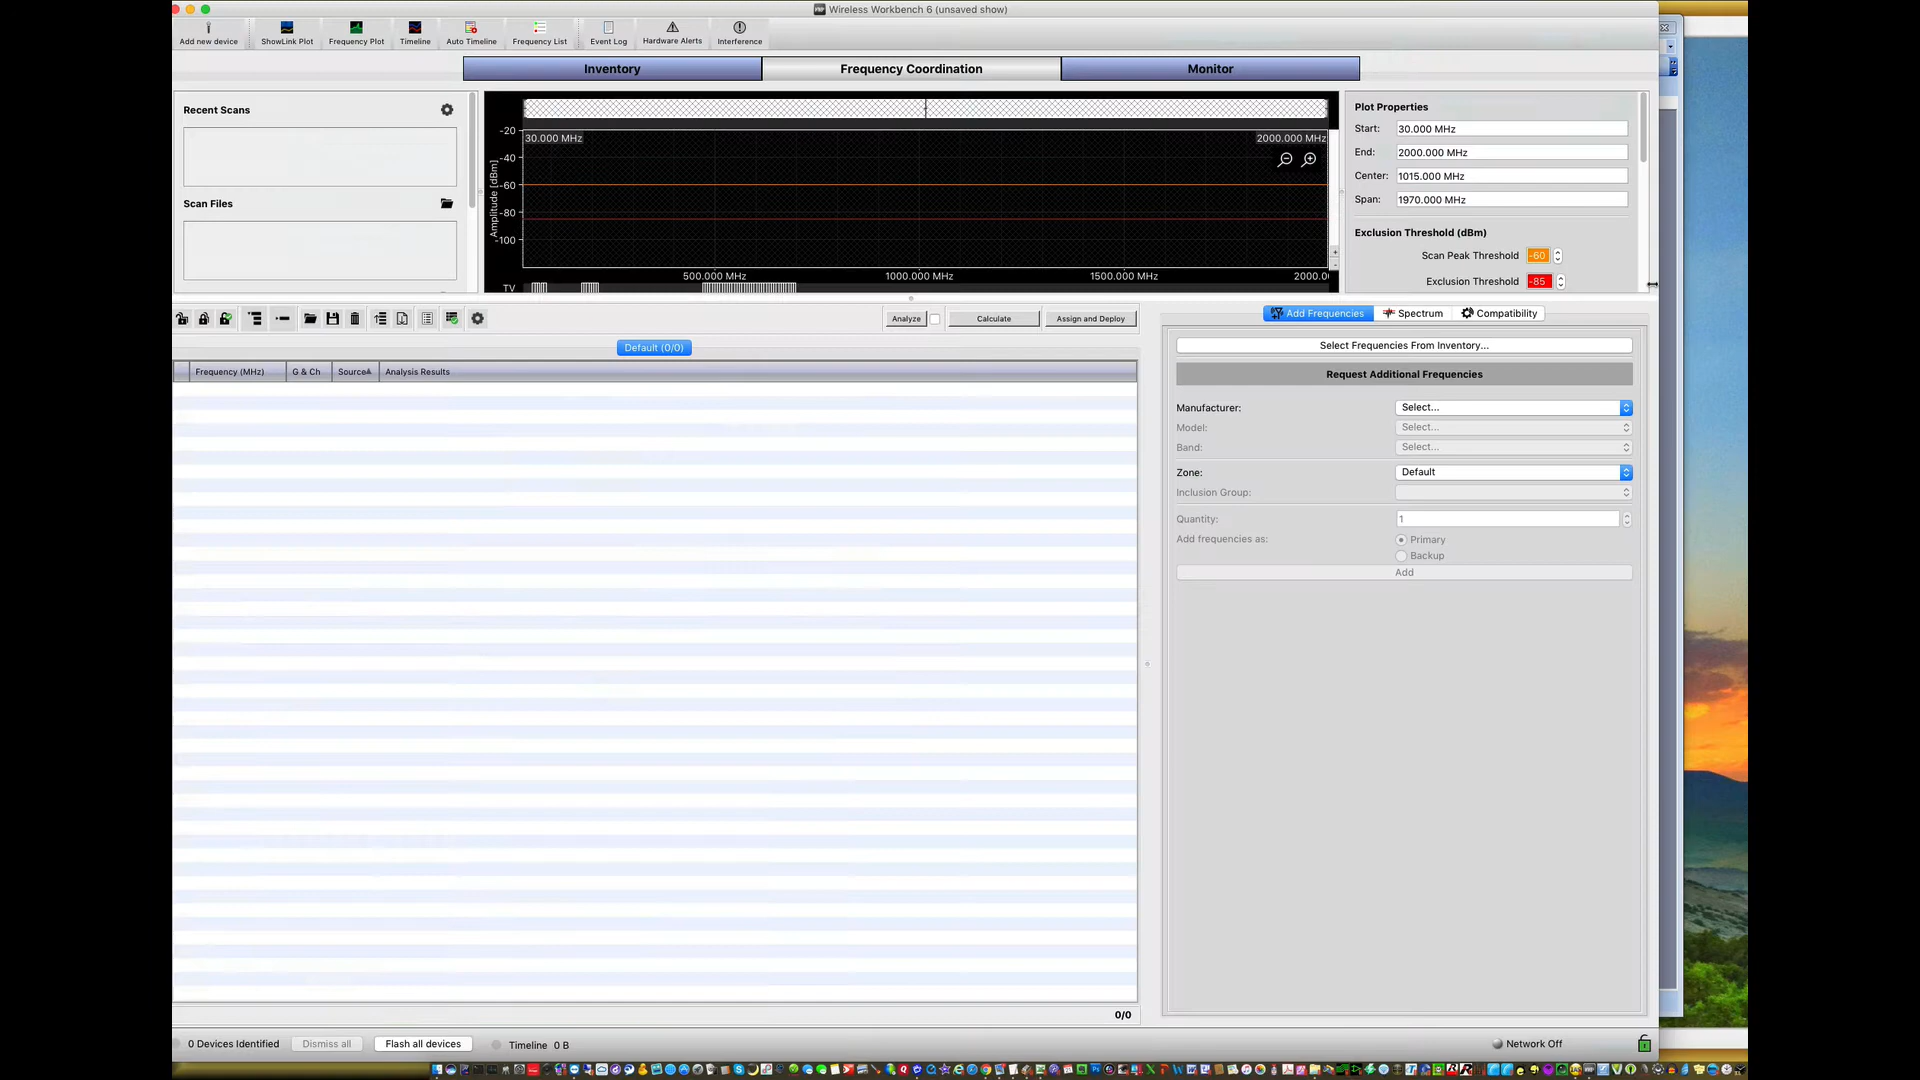 Wireless Workbench 6 (unsaved show)
Add new device
ShowLink Plot
Frequency Plot
Timeline
Auto Timeline
Frequency List
Event Log
Hardware Alerts
Interference
Inventory
Frequency Coordination
Monitor
Recent Scans
Scan Files
Amplitude [dBm]
-20
-40
-60
-80
-100
30.000 MHz
2000.000 MHz
500.000 MHz
1000.000 MHz
1500.000 MHz
2000.0
TV
Plot Properties
Start: 30.000 MHz
End: 2000.000 MHz
Center: 1015.000 MHz
Span: 1970.000 MHz
Exclusion Threshold (dBm)
Scan Peak Threshold -60
Exclusion Threshold -85
Analyze
Calculate
Assign and Deploy
Default (0/0)
Frequency (MHz)
G & Ch
Source
Analysis Results
0/0
Add Frequencies
Spectrum
Compatibility
Select Frequencies From Inventory...
Request Additional Frequencies
Manufacturer: Select...
Model: Select...
Band: Select...
Zone: Default
Inclusion Group:
Quantity: 1
Add frequencies as: Primary
Backup
Add
0 Devices Identified
Dismiss all
Flash all devices
Timeline 0 B
Network Off